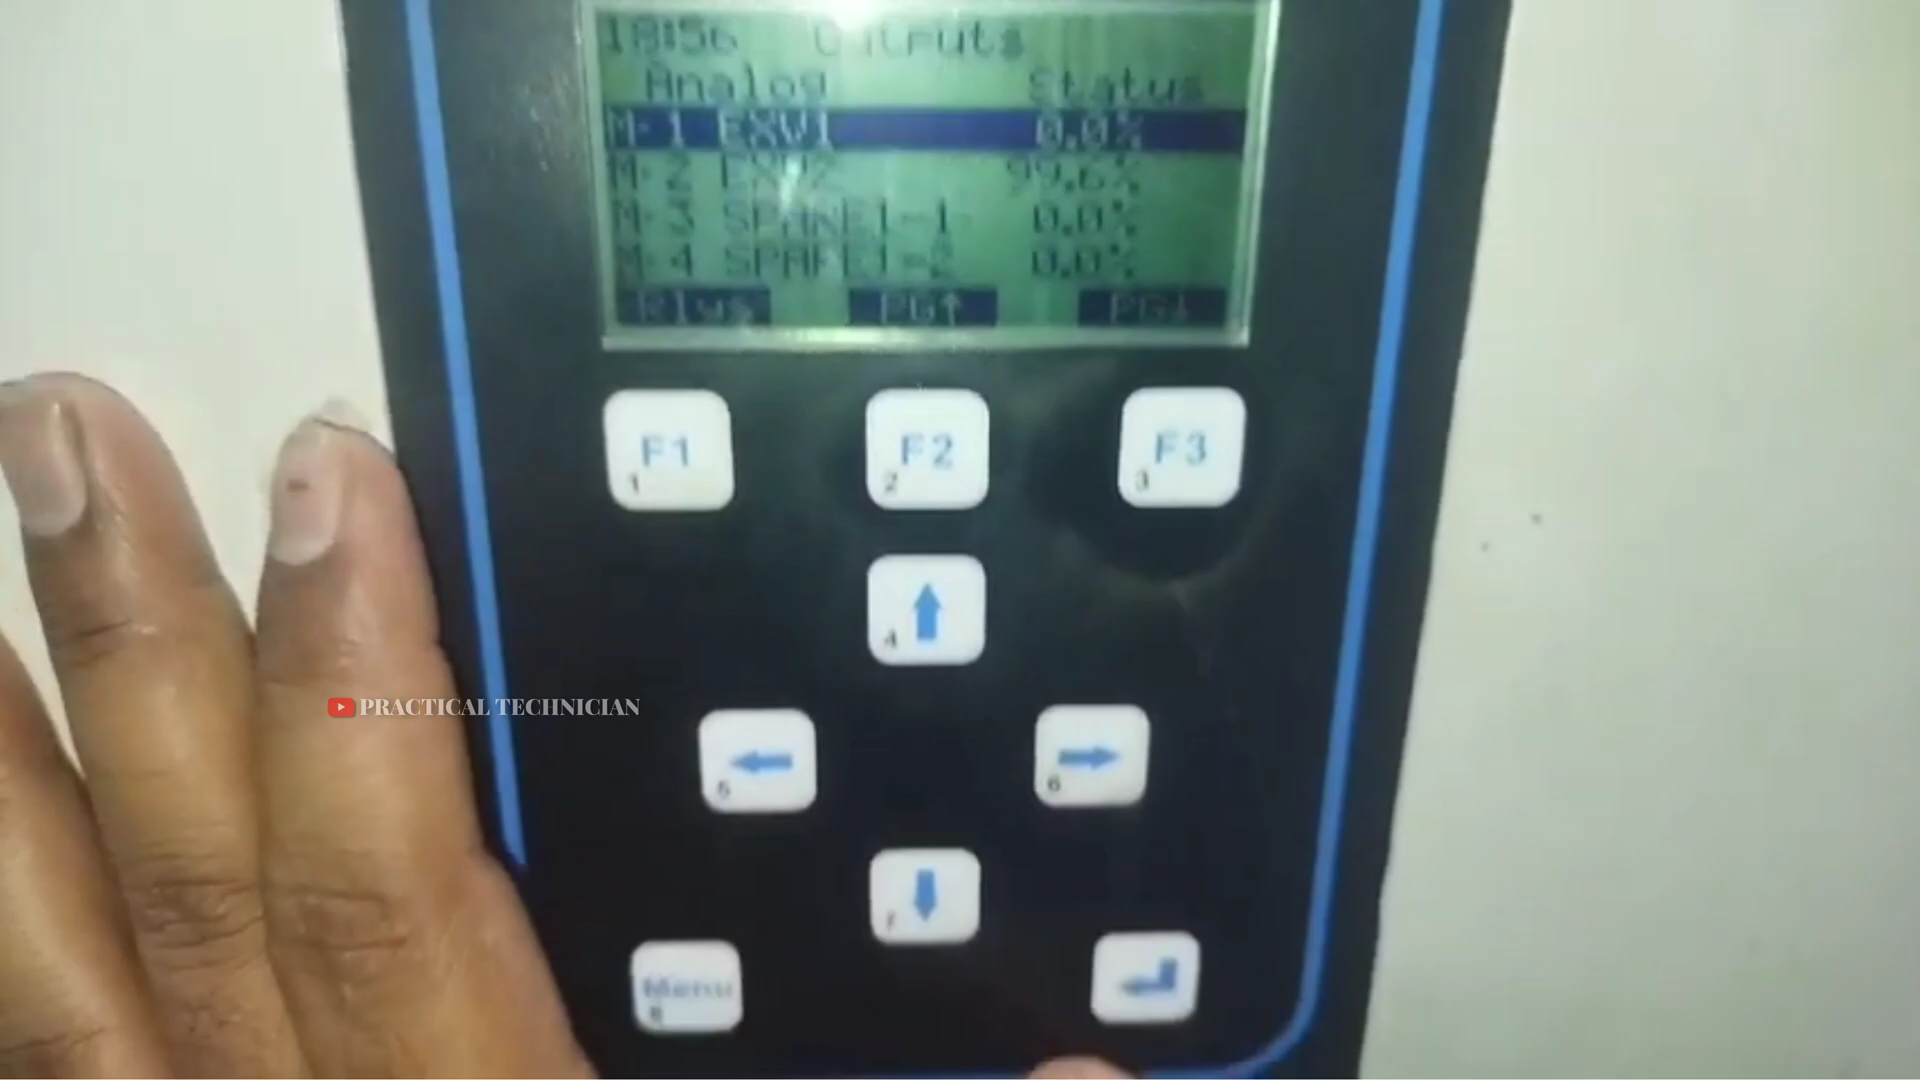 18:56 Outputs
Analog Status
M-1 EXV1 0.0%
M-2 EXV2 99.6%
M-3 SPARE1-1 0.0%
M-4 SPARE1-2 0.0%
Rlys PG↑ PG↓
F1 1
F2 2
F3 3
4
5
6
7
Menu 8
PRACTICAL TECHNICIAN